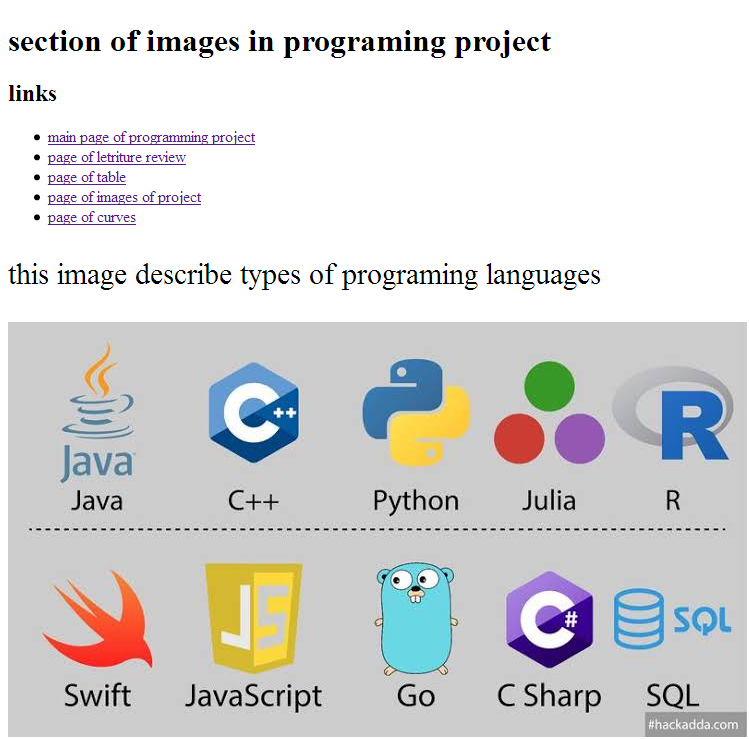 section of images in programing project
links
main page of programming project
page of letriture review
page of table
page of images of project
page of curves
this image describe types of programing languages
Java C++ R
Java C++ Python Julia R
JS C# SQL
Swift JavaScript Go C Sharp SQL
#hackadda.com